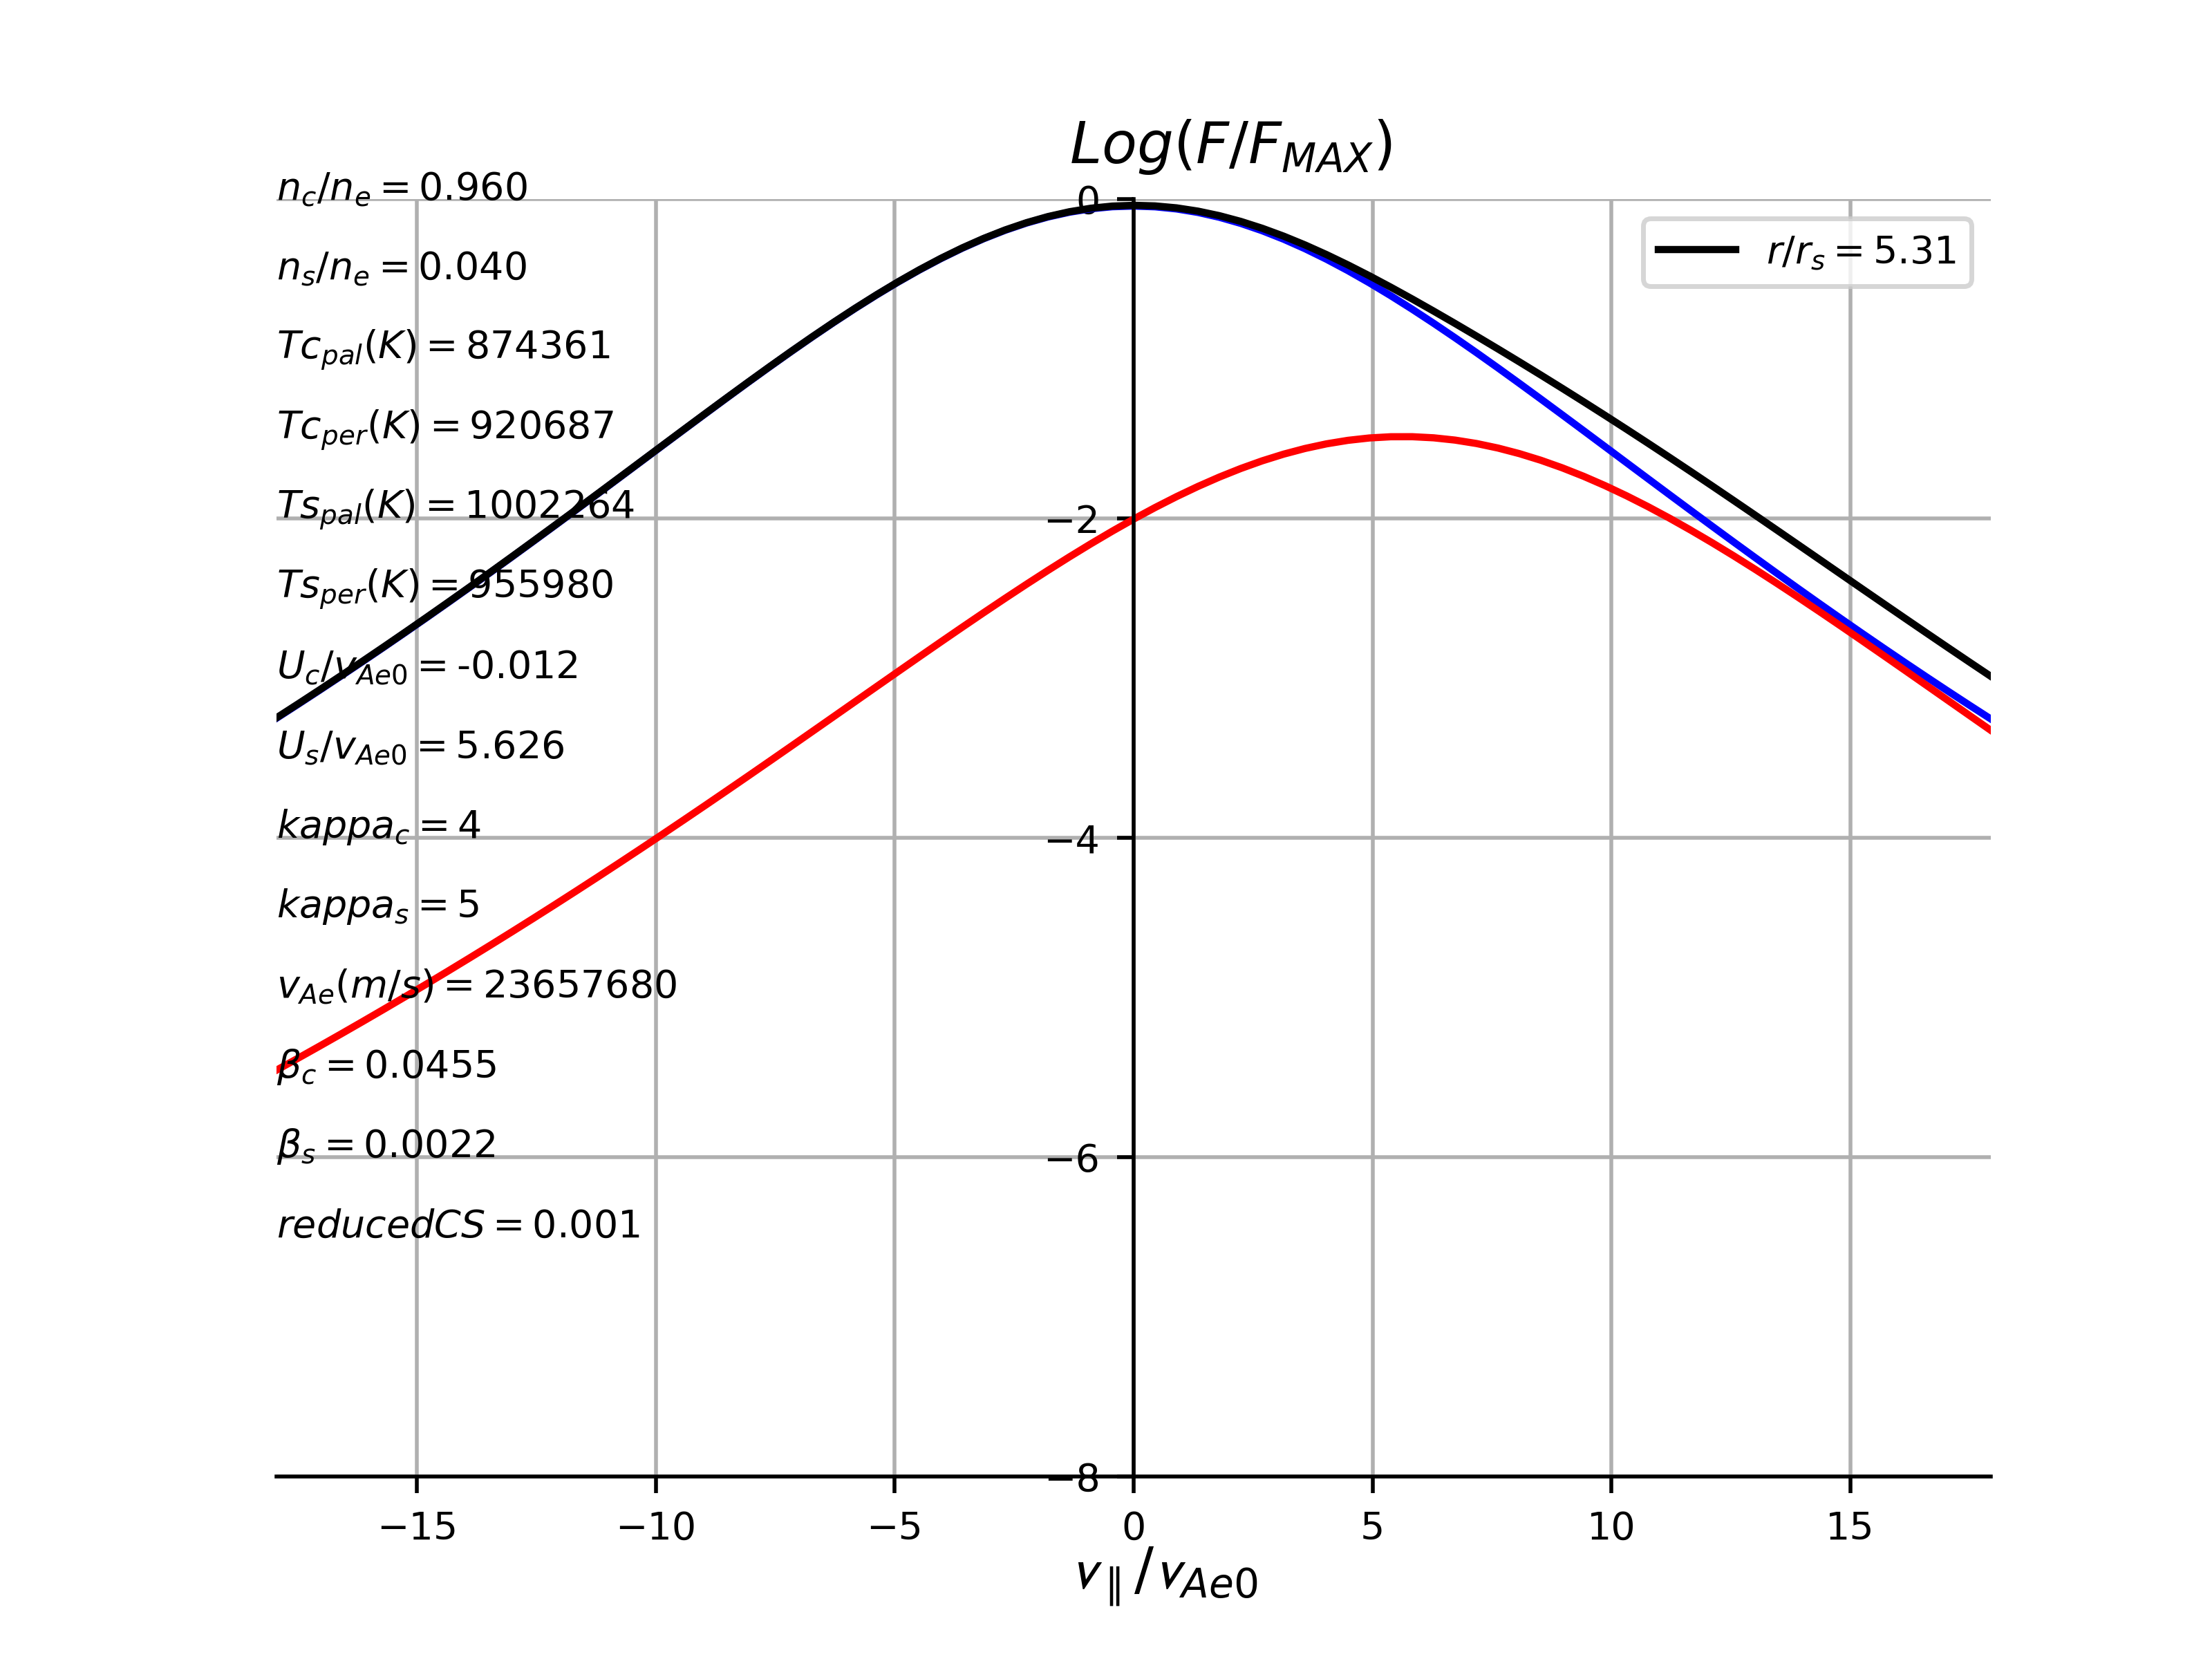 Log(F/F_MAX)
n_c/n_e = 0.960
n_s/n_e = 0.040
Tc_pal(K) = 874361
Tc_per(K) = 920687
Ts_pal(K) = 1002264
Ts_per(K) = 955980
U_c/v_Ae0 = -0.012
U_s/v_Ae0 = 5.626
kappa_c = 4
kappa_s = 5
v_Ae(m/s) = 23657680
β_c = 0.0455
β_s = 0.0022
reducedCS = 0.001
r/r_s = 5.31
0
−2
−4
−6
−8
−15 −10 −5 0 5 10 15
v_∥/v_Ae0